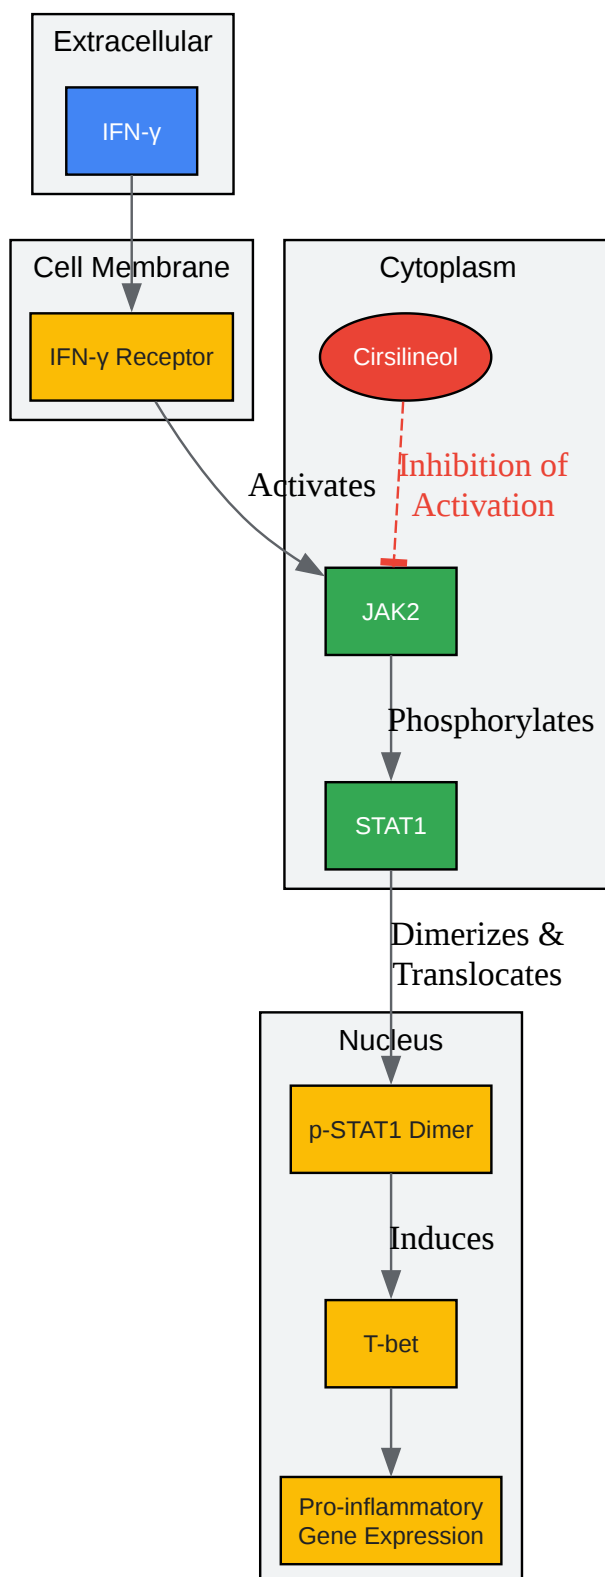 Extracellular
IFN-γ
Cell Membrane
IFN-γ Receptor
Cytoplasm
Cirsilineol
Activates
Inhibition of
Activation
JAK2
Phosphorylates
STAT1
Dimerizes &
Translocates
Nucleus
p-STAT1 Dimer
Induces
T-bet
Pro-inflammatory
Gene Expression